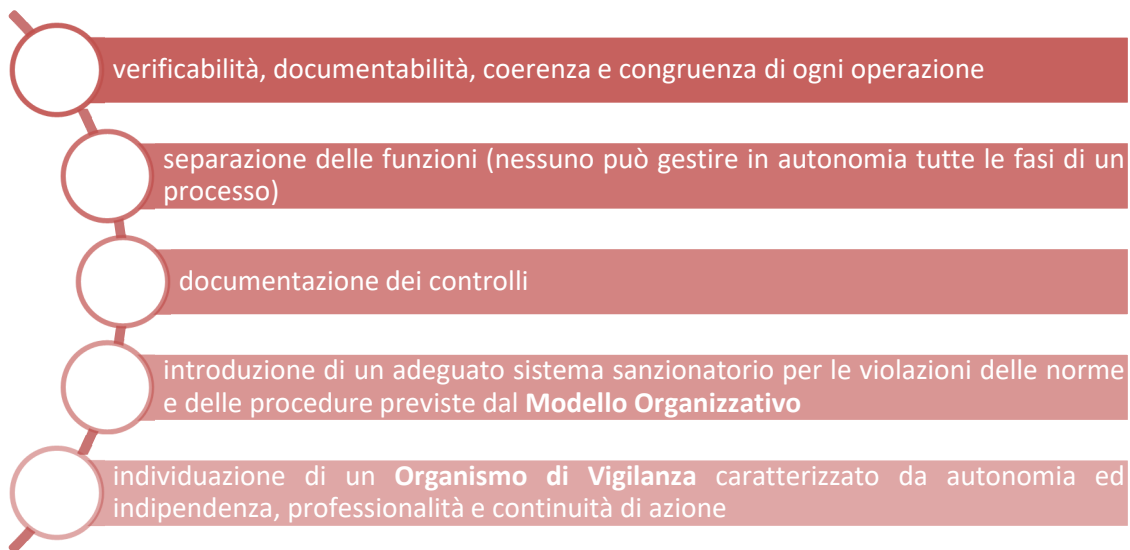 verificabilità, documentabilità, coerenza e congruenza di ogni operazione
separazione delle funzioni (nessuno può gestire in autonomia tutte le fasi di un
processo)
documentazione dei controlli
introduzione di un adeguato sistema sanzionatorio per le violazioni delle norme
e delle procedure previste dal Modello Organizzativo
individuazione di un Organismo di Vigilanza caratterizzato da autonomia ed
indipendenza, professionalità e continuità di azione